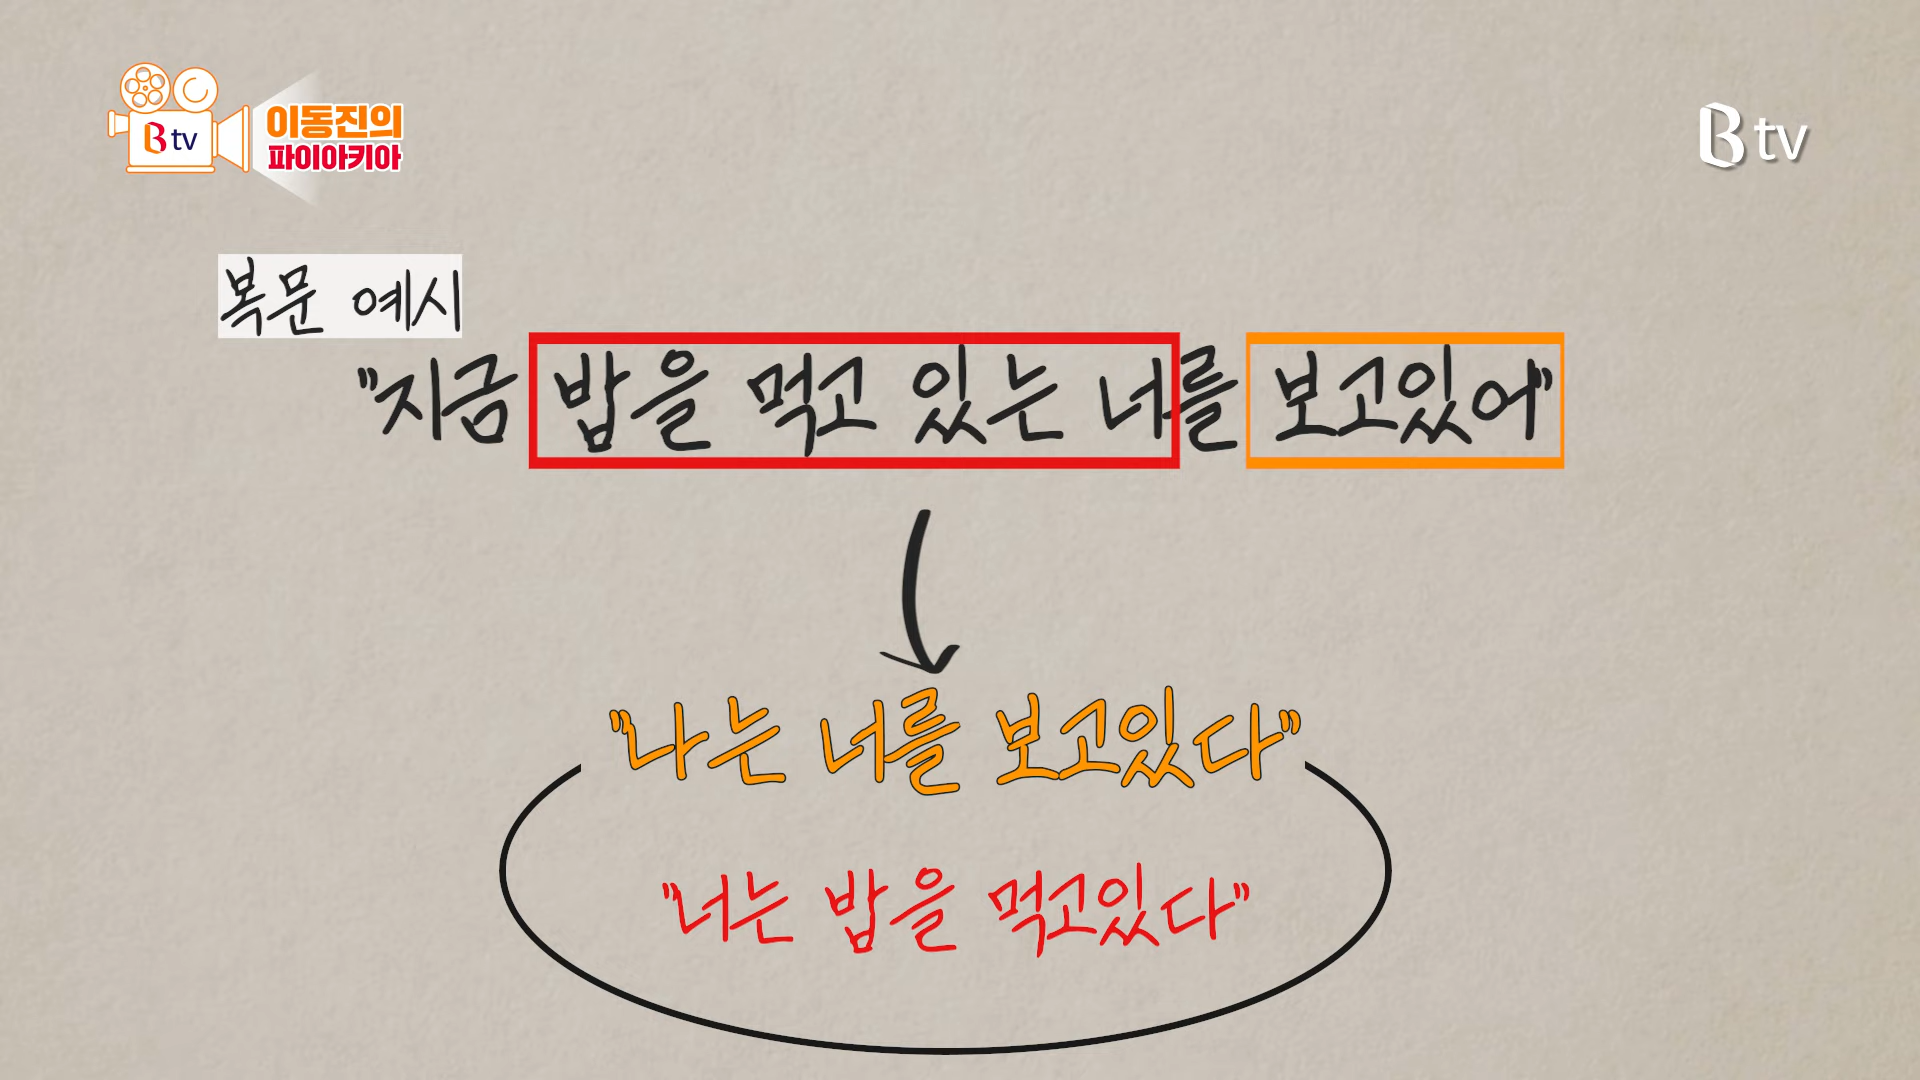 B tv
이동진의
파이아키아
B tv
복문 예시
"지금 밥을 먹고 있는 너를 보고있어"
"나는 너를 보고있다"
"너는 밥을 먹고있다"